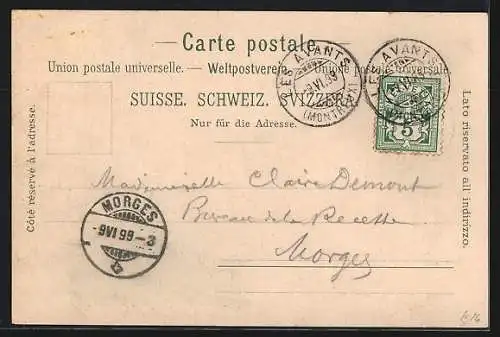 Carte postale.
Union postale universelle. — Weltpostverein. — Unione postale universale.
SUISSE. SCHWEIZ. SVIZZERA.
Nur für die Adresse.
Côté réservé à l'adresse.
Lato riservato all' indirizzo.
LES AVANTS
9.VI.99
(MONTREUX)
LES AVANTS
5
Mademoiselle Claire Demont
Bureau de la Recette
Morges
MORGES
9VI99-3